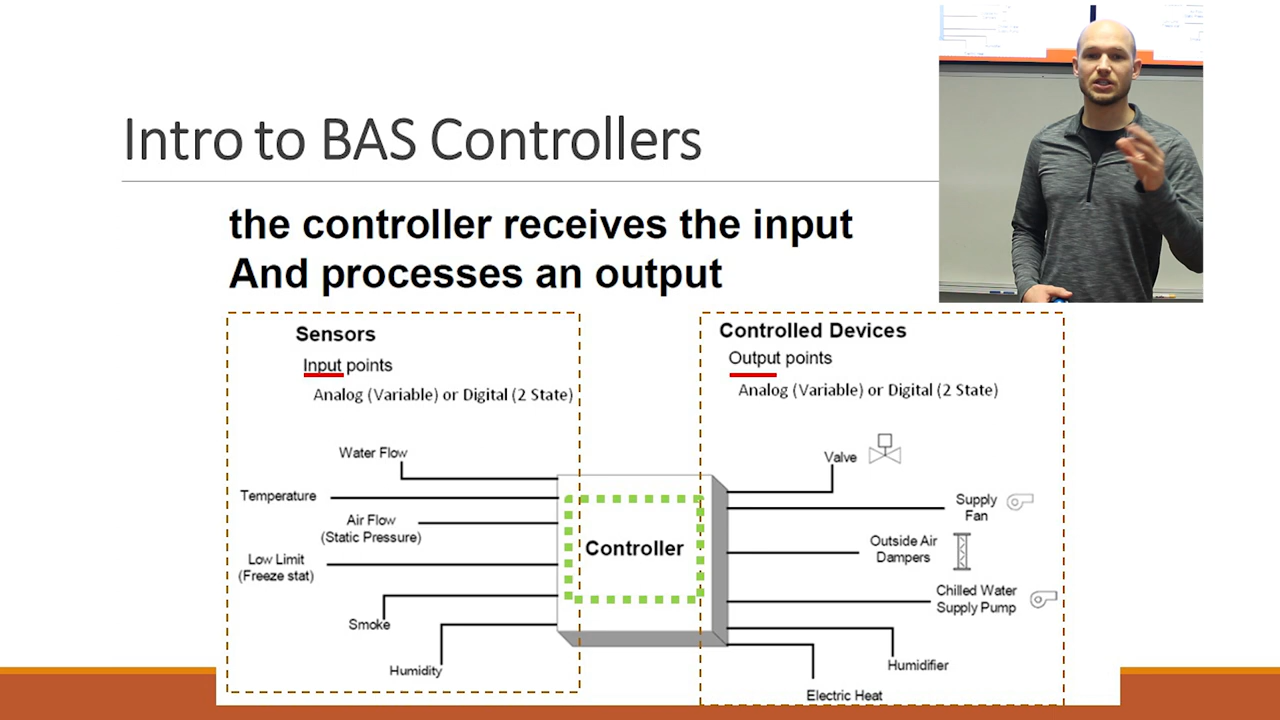 Intro to BAS Controllers
the controller receives the input
And processes an output
Sensors
Input points
Analog (Variable) or Digital (2 State)
Water Flow
Temperature
Air Flow
(Static Pressure)
Low Limit
(Freeze stat)
Smoke
Humidity
Controller
Controlled Devices
Output points
Analog (Variable) or Digital (2 State)
Valve
Supply
Fan
Outside Air
Dampers
Chilled Water
Supply Pump
Humidifier
Electric Heat